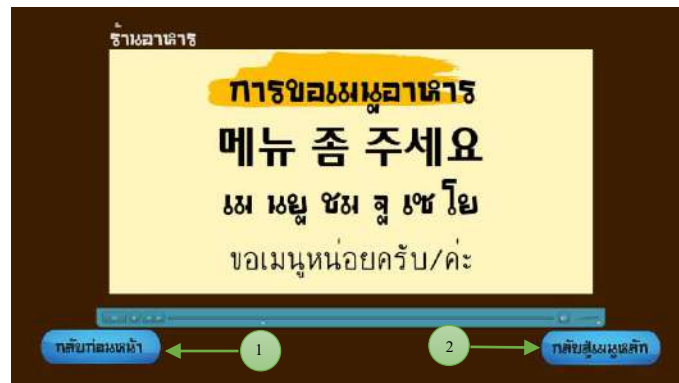 ร้านอาหาร
การขอเมนูอาหาร
메뉴 좀 주세요
เม นยู ชม จู เซ โย
ขอเมนูหน่อยครับ/ค่ะ
กลับก่อนหน้า
1
2
กลับสู่เมนูหลัก